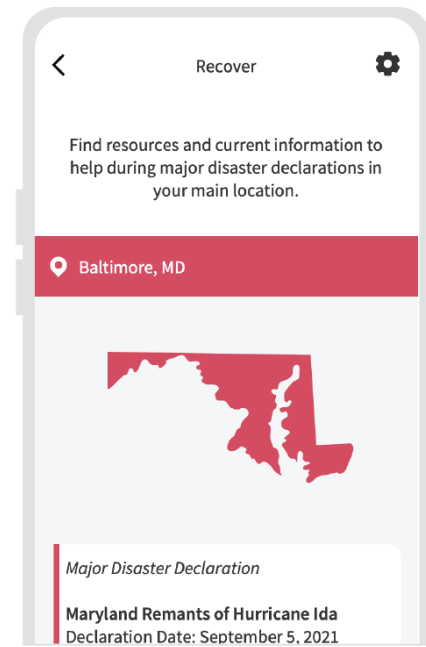 Recover
Find resources and current information to
help during major disaster declarations in
your main location.
Baltimore, MD
Major Disaster Declaration
Maryland Remants of Hurricane Ida
Declaration Date: September 5, 2021